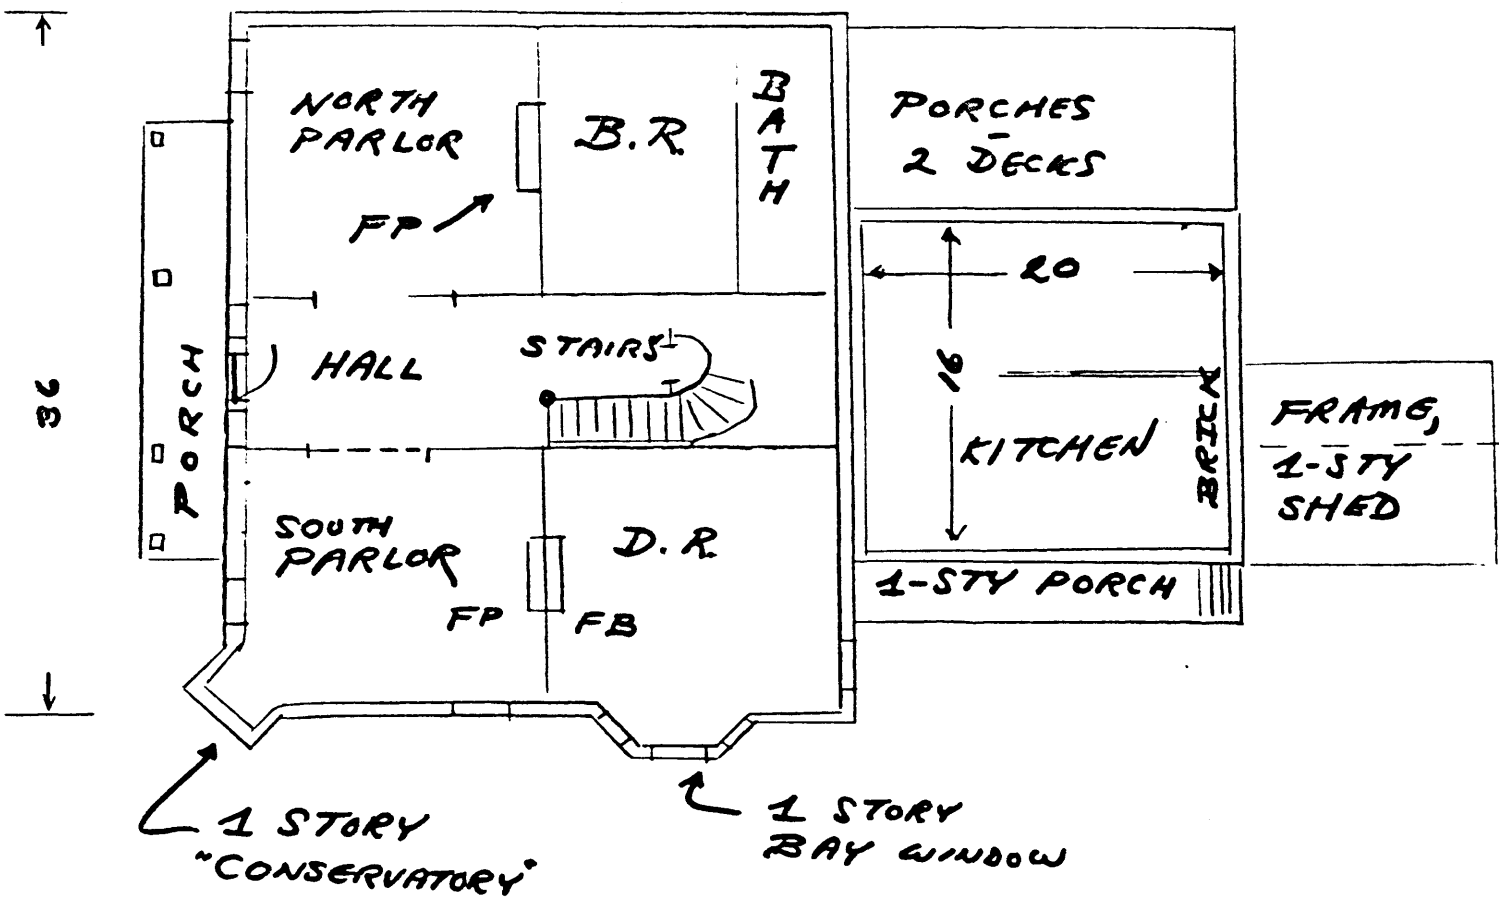 NORTH
PARLOR
B.R.
BATH
PORCHES
-
2 DECKS
FP
20
36
PORCH
HALL
STAIRS
16
KITCHEN
BRICK
FRAME,
1-STY
SHED
SOUTH
PARLOR
D.R.
FP
FB
1-STY PORCH
1 STORY
"CONSERVATORY"
1 STORY
BAY WINDOW